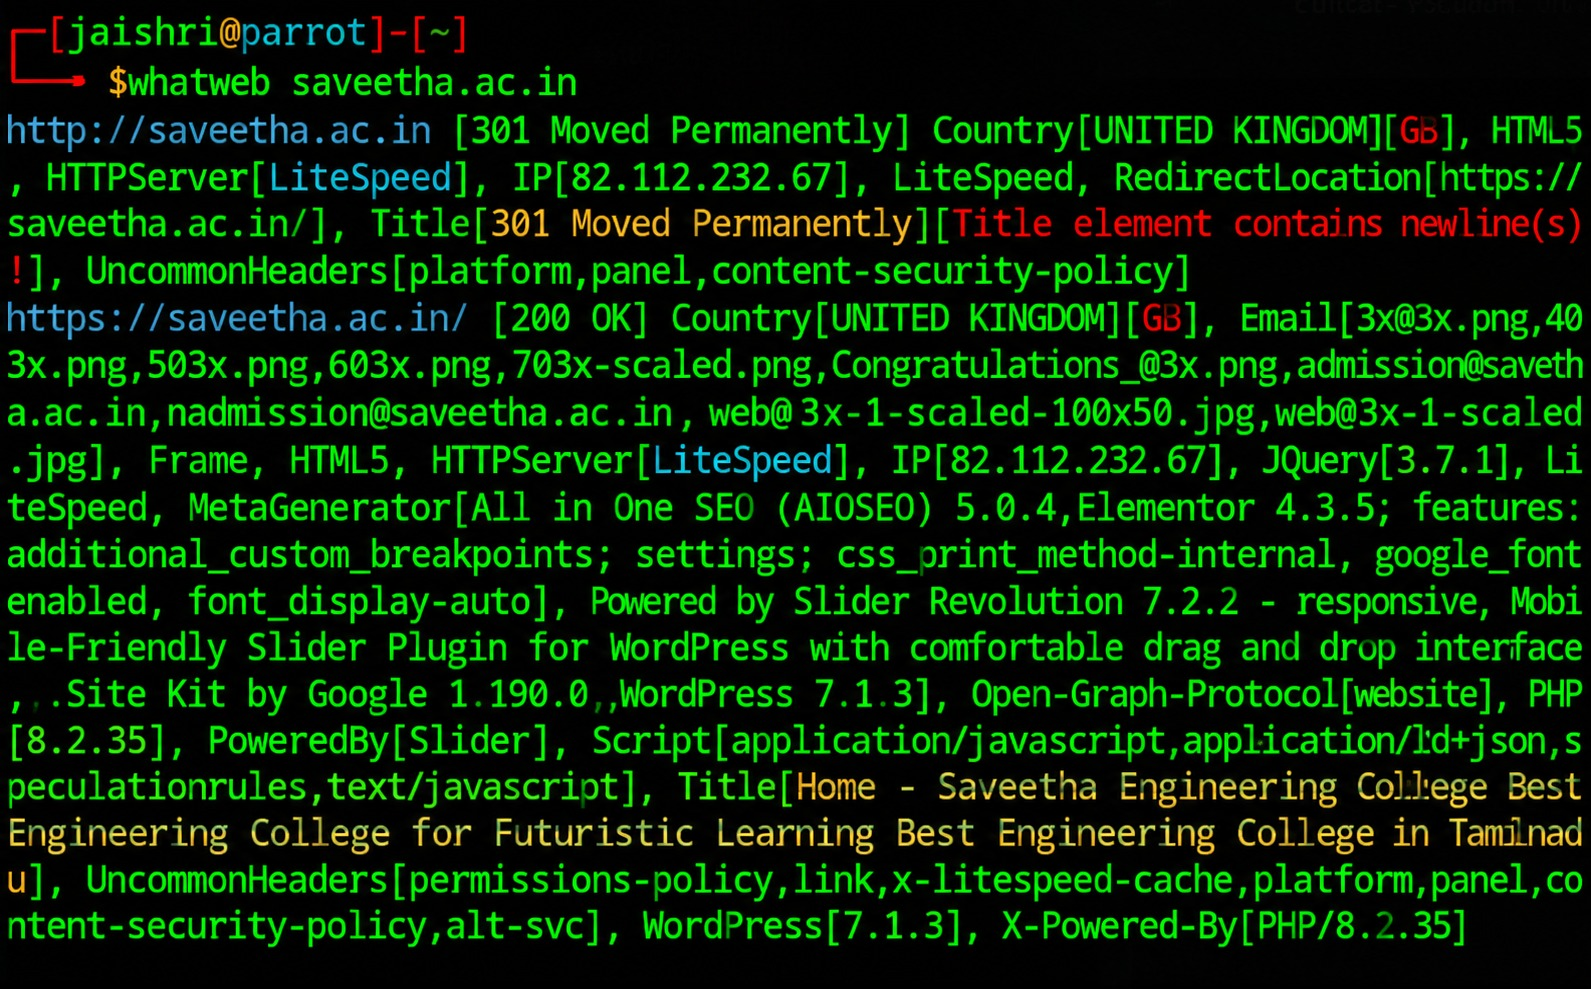 [jaishri@parrot]-[~]
$whatweb saveetha.ac.in
http://saveetha.ac.in [301 Moved Permanently] Country[UNITED KINGDOM][GB], HTML5
, HTTPServer[LiteSpeed], IP[82.112.232.67], LiteSpeed, RedirectLocation[https://
saveetha.ac.in/], Title[301 Moved Permanently][Title element contains newline(s)
!], UncommonHeaders[platform,panel,content-security-policy]
https://saveetha.ac.in/ [200 OK] Country[UNITED KINGDOM][GB], Email[3x@3x.png,40
3x.png,503x.png,603x.png,703x-scaled.png,Congratulations_@3x.png,admission@saveth
a.ac.in,nadmission@saveetha.ac.in, web@3x-1-scaled-100x50.jpg,web@3x-1-scaled
.jpg], Frame, HTML5, HTTPServer[LiteSpeed], IP[82.112.232.67], JQuery[3.7.1], Li
teSpeed, MetaGenerator[All in One SEO (AIOSEO) 5.0.4,Elementor 4.3.5; features:
additional_custom_breakpoints; settings; css_print_method-internal, google_font
enabled, font_display-auto], Powered by Slider Revolution 7.2.2 - responsive, Mobi
le-Friendly Slider Plugin for WordPress with comfortable drag and drop interface
, ..Site Kit by Google 1.190.0,,WordPress 7.1.3], Open-Graph-Protocol[website], PHP
[8.2.35], PoweredBy[Slider], Script[application/javascript,application/ld+json,s
peculationrules,text/javascript], Title[Home - Saveetha Engineering College Best
Engineering College for Futuristic Learning Best Engineering College in Tamilnad
u], UncommonHeaders[permissions-policy,link,x-litespeed-cache,platform,panel,co
ntent-security-policy,alt-svc], WordPress[7.1.3], X-Powered-By[PHP/8.2.35]